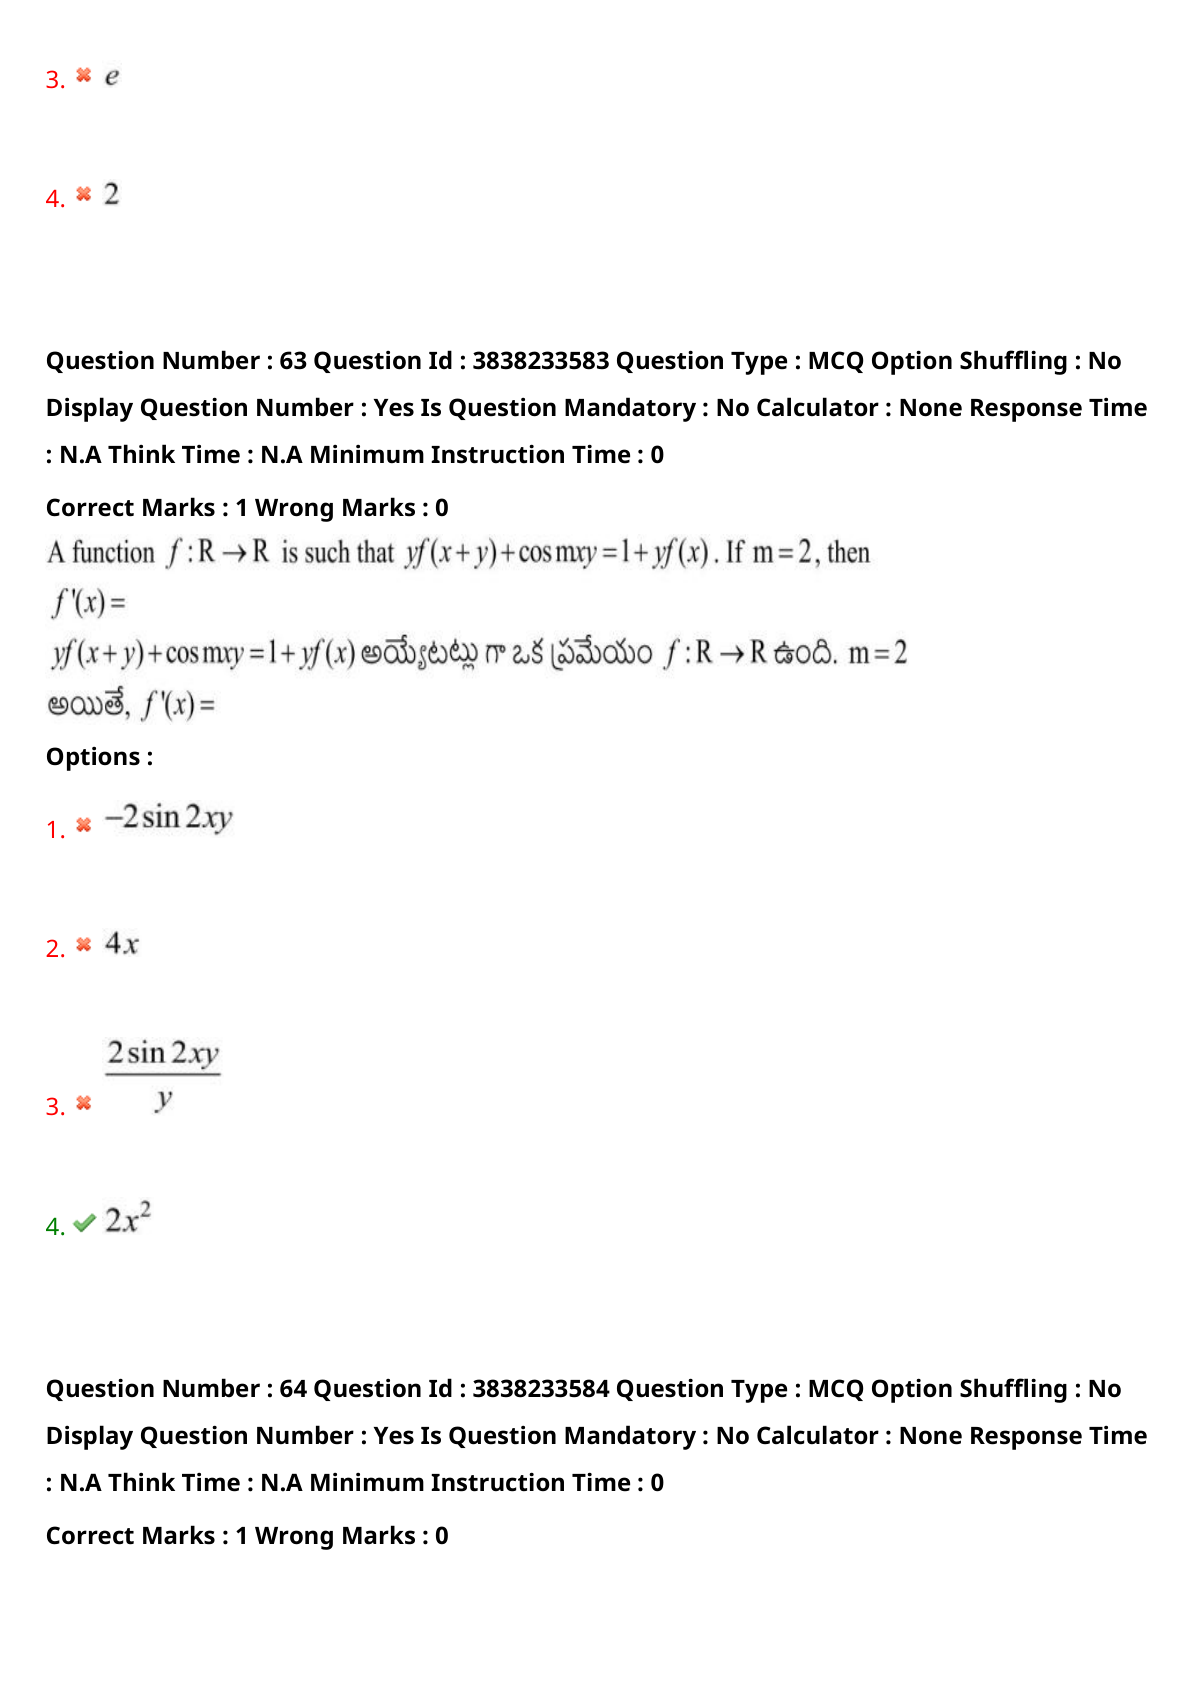 3. e
4. 2
Question Number : 63 Question Id : 3838233583 Question Type : MCQ Option Shuffling : No
Display Question Number : Yes Is Question Mandatory : No Calculator : None Response Time
: N.A Think Time : N.A Minimum Instruction Time : 0
Correct Marks : 1 Wrong Marks : 0
A function f : R → R is such that yf(x + y) + cos mxy = 1 + yf(x). If m = 2, then
f'(x) =
yf(x + y) + cos mxy = 1 + yf(x) అయ్యేటట్లు గా ఒక ప్రమేయం f : R → R ఉంది. m = 2
అయితే, f'(x) =
Options :
1. −2 sin 2xy
2. 4x
3. \frac{2 sin 2xy}{y}
4. 2x²
Question Number : 64 Question Id : 3838233584 Question Type : MCQ Option Shuffling : No
Display Question Number : Yes Is Question Mandatory : No Calculator : None Response Time
: N.A Think Time : N.A Minimum Instruction Time : 0
Correct Marks : 1 Wrong Marks : 0